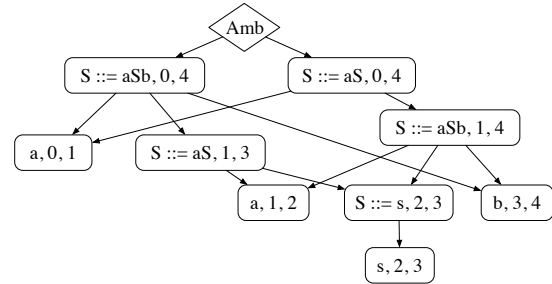 Amb
S ::= aSb, 0, 4
S ::= aS, 0, 4
S ::= aSb, 1, 4
a, 0, 1
S ::= aS, 1, 3
a, 1, 2
S ::= s, 2, 3
b, 3, 4
s, 2, 3